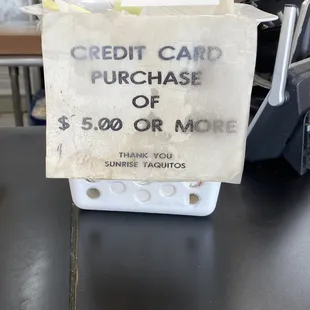 CREDIT CARD
PURCHASE
OF
$ 5.00 OR MORE
THANK YOU
SUNRISE TAQUITOS